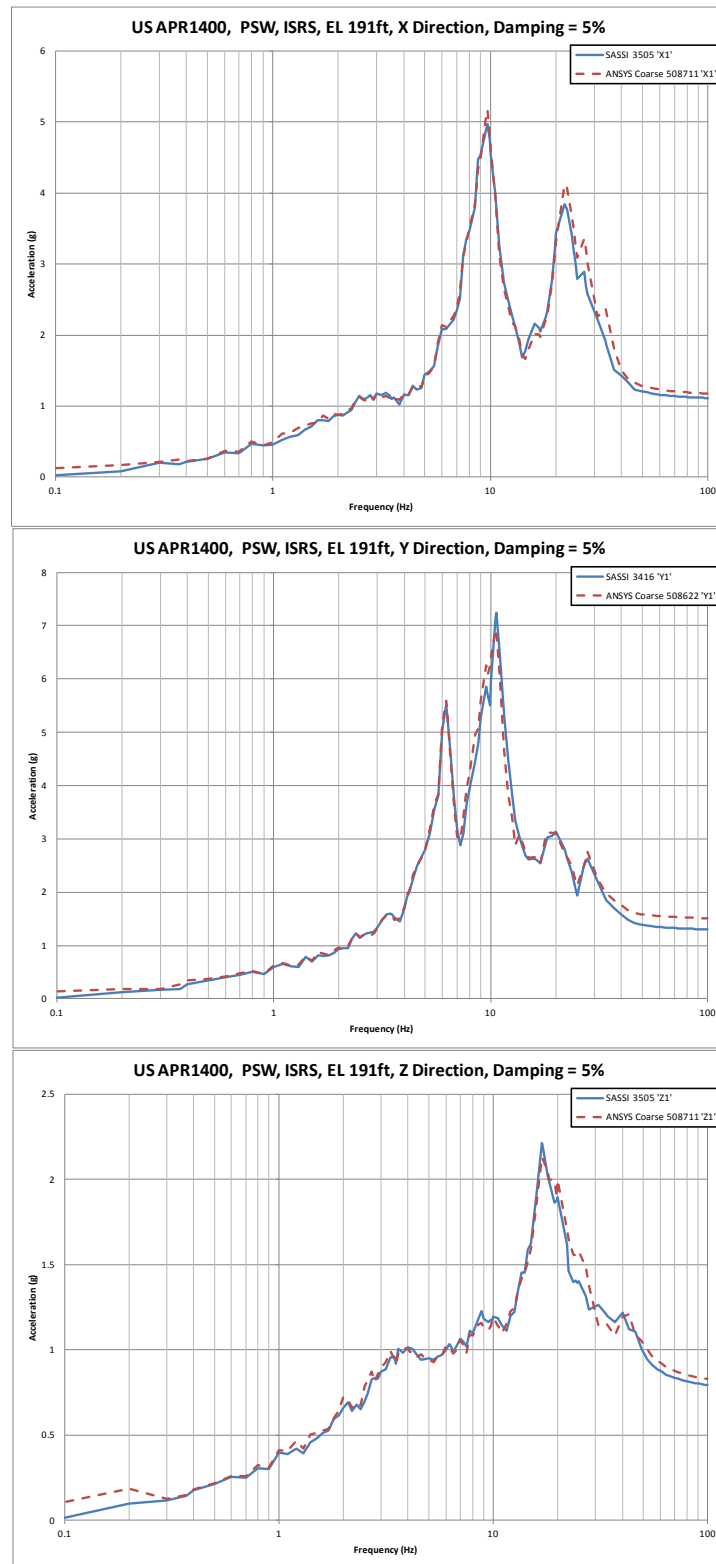 US APR1400, PSW, ISRS, EL 191ft, X Direction, Damping = 5%
SASSI 3505 'X1'
ANSYS Coarse 508711 'X1'
6
5
4
3
2
1
0
Acceleration (g)
0.1 1 10 100
Frequency (Hz)
US APR1400, PSW, ISRS, EL 191ft, Y Direction, Damping = 5%
SASSI 3416 'Y1'
ANSYS Coarse 508622 'Y1'
8
7
6
5
4
3
2
1
0
Acceleration (g)
0.1 1 10 100
Frequency (Hz)
US APR1400, PSW, ISRS, EL 191ft, Z Direction, Damping = 5%
SASSI 3505 'Z1'
ANSYS Coarse 508711 'Z1'
2.5
2
1.5
1
0.5
0
Acceleration (g)
0.1 1 10 100
Frequency (Hz)